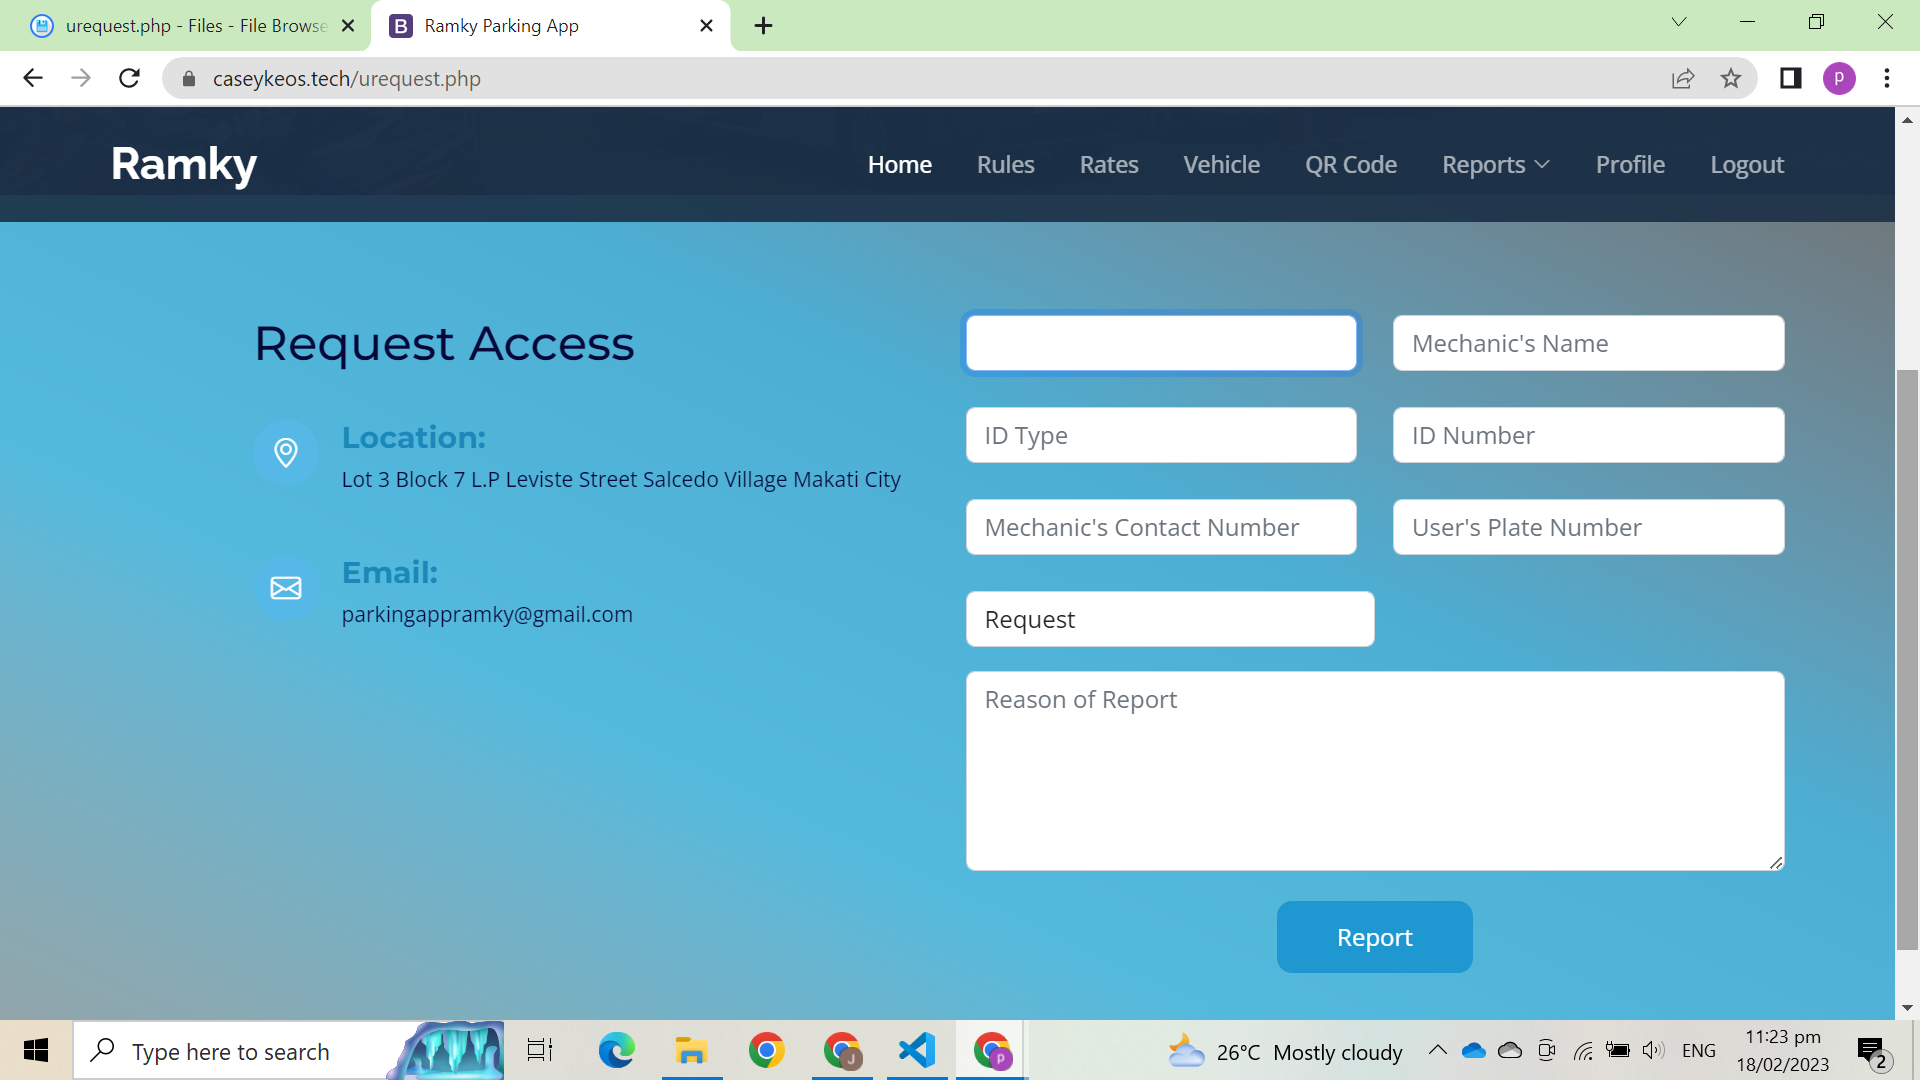 urequest.php - Files - File Browse
Ramky Parking App
caseykeos.tech/urequest.php
P
Ramky
Home Rules Rates Vehicle QR Code Reports Profile Logout
Request Access
Location:
Lot 3 Block 7 L.P Leviste Street Salcedo Village Makati City
Email:
parkingappramky@gmail.com
Mechanic's Name
ID Type
ID Number
Mechanic's Contact Number
User's Plate Number
Request
Reason of Report
Report
Type here to search
J
p
26°C Mostly cloudy
ENG
11:23 pm
18/02/2023
2